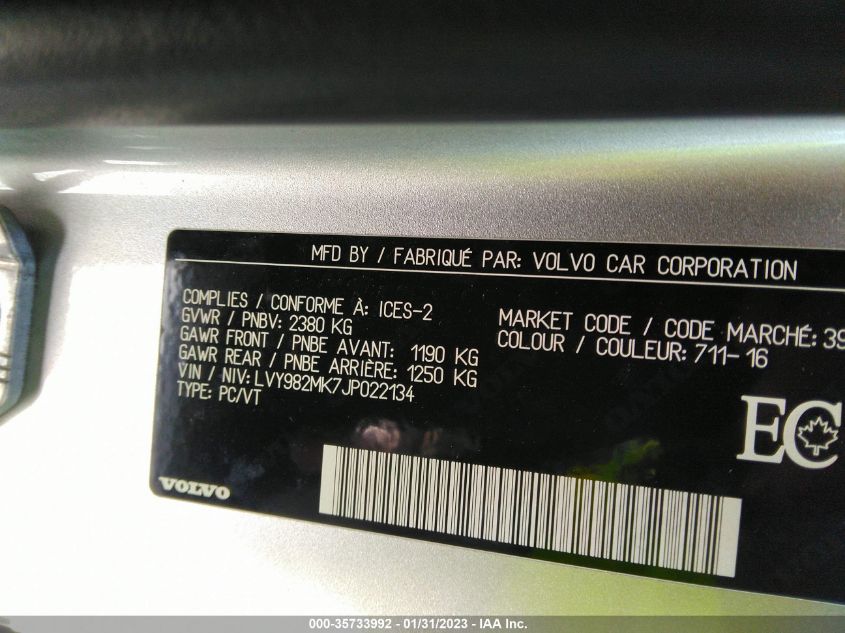 MFD BY / FABRIQUÉ PAR: VOLVO CAR CORPORATION
COMPLIES / CONFORME À: ICES-2
GVWR / PNBV: 2380 KG
GAWR FRONT / PNBE AVANT: 1190 KG
GAWR REAR / PNBE ARRIÈRE: 1250 KG
VIN / NIV: LVY982MK7JP022134
TYPE: PC/VT
MARKET CODE / CODE MARCHÉ: 39
COLOUR / COULEUR: 711-16
EC
VOLVO
000-35733992 - 01/31/2023 - IAA Inc.